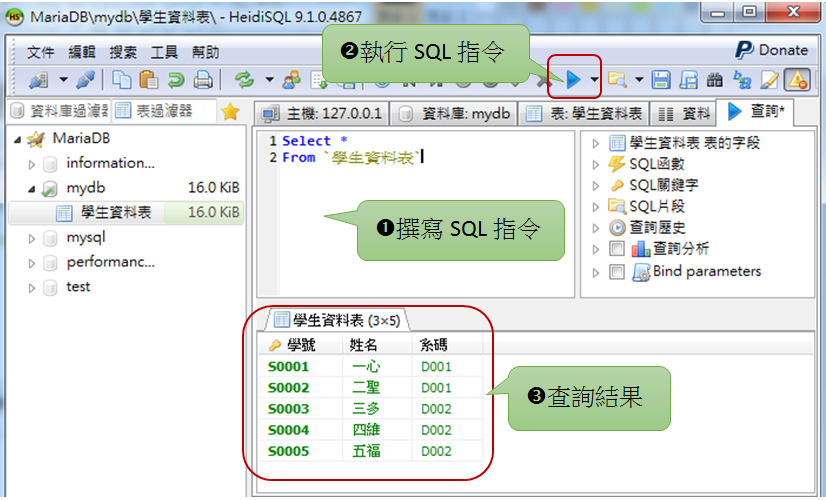 MariaDB\mydb\學生資料表\ - HeidiSQL 9.1.0.4867
文件 編輯 搜索 工具 幫助
Donate
❷執行 SQL 指令
資料庫過濾器 表過濾器
主機: 127.0.0.1 資料庫: mydb 表: 學生資料表 資料 查詢*
MariaDB
information...
mydb 16.0 KiB
學生資料表 16.0 KiB
mysql
performanc...
test
1 Select *
2 From `學生資料表`
❶撰寫 SQL 指令
學生資料表 表的字段
SQL函數
SQL關鍵字
SQL片段
查詢歷史
查詢分析
Bind parameters
學生資料表 (3×5)
學號 姓名 系碼
S0001 一心 D001
S0002 二聖 D001
S0003 三多 D002
S0004 四維 D002
S0005 五福 D002
❸查詢結果